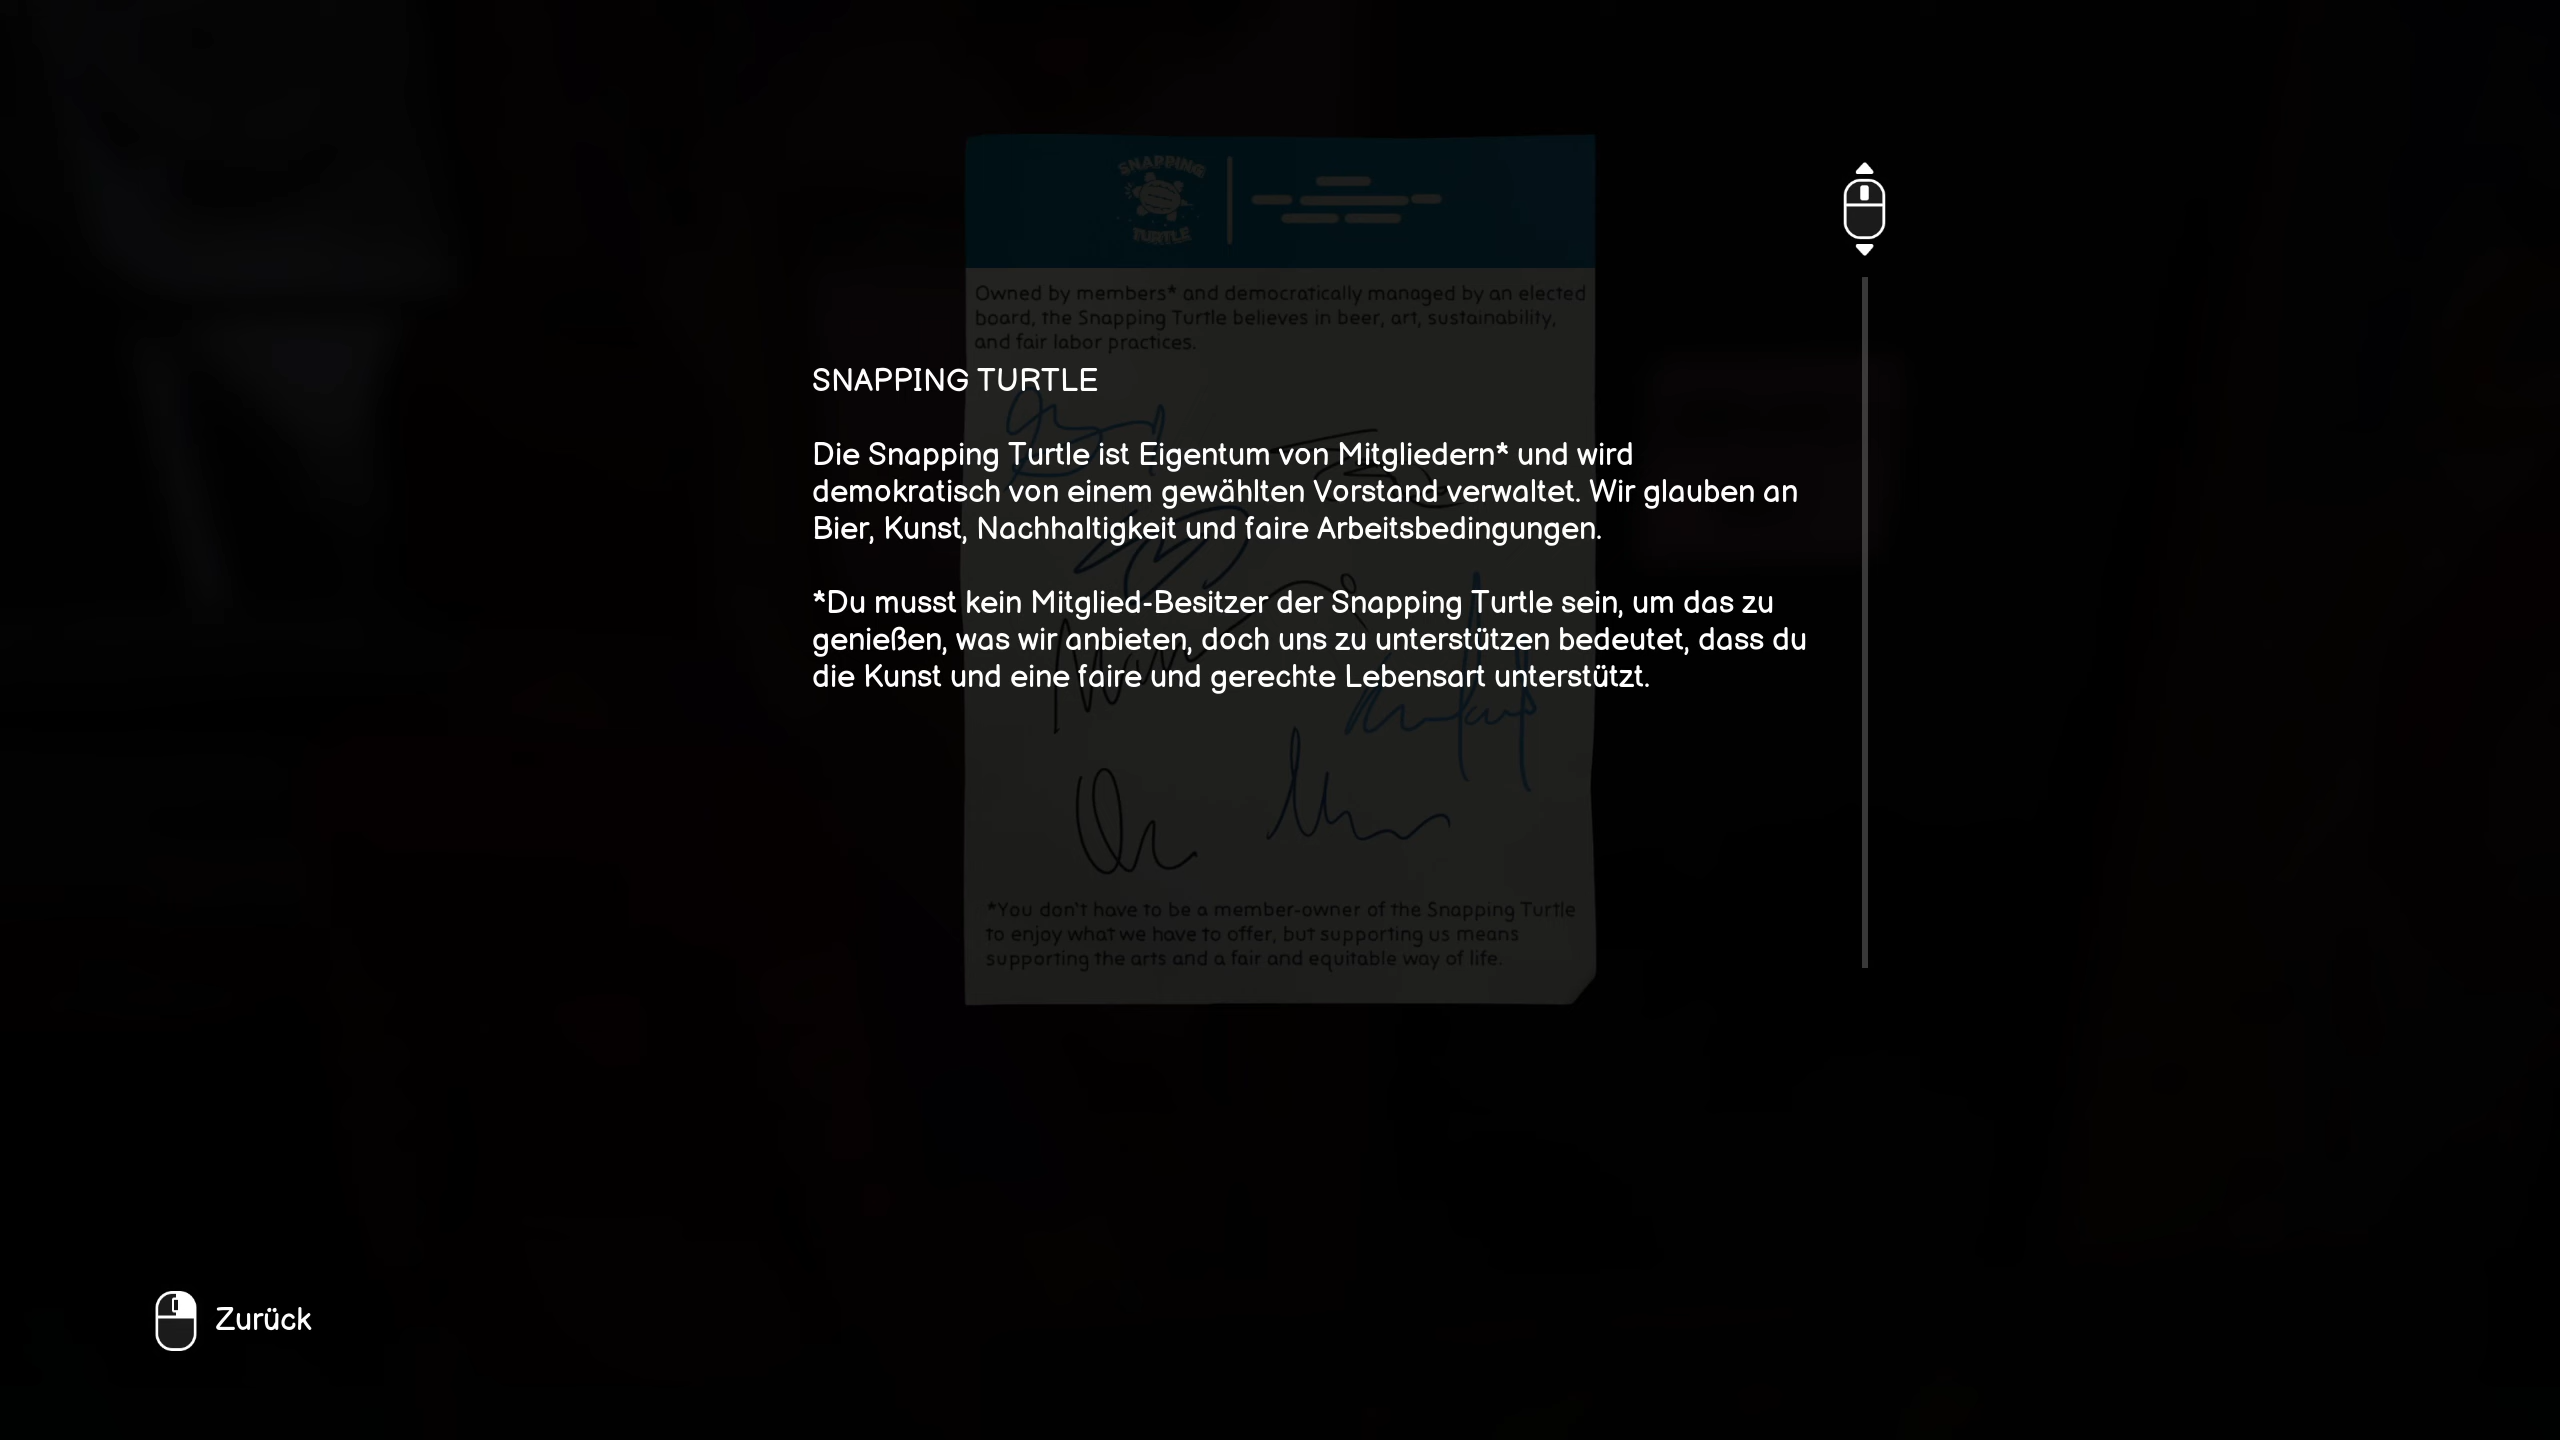 SNAPPING
TURTLE
Owned by members* and democratically managed by an elected
board, the Snapping Turtle believes in beer, art, sustainability,
and fair labor practices.
SNAPPING TURTLE
Die Snapping Turtle ist Eigentum von Mitgliedern* und wird
demokratisch von einem gewählten Vorstand verwaltet. Wir glauben an
Bier, Kunst, Nachhaltigkeit und faire Arbeitsbedingungen.
*Du musst kein Mitglied-Besitzer der Snapping Turtle sein, um das zu
genießen, was wir anbieten, doch uns zu unterstützen bedeutet, dass du
die Kunst und eine faire und gerechte Lebensart unterstützt.
*You don't have to be a member-owner of the Snapping Turtle
to enjoy what we have to offer, but supporting us means
supporting the arts and a fair and equitable way of life.
Zurück